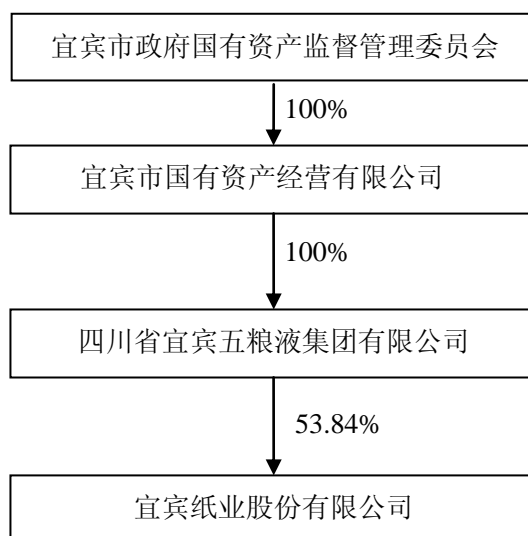 宜宾市政府国有资产监督管理委员会
100%
宜宾市国有资产经营有限公司
100%
四川省宜宾五粮液集团有限公司
53.84%
宜宾纸业股份有限公司